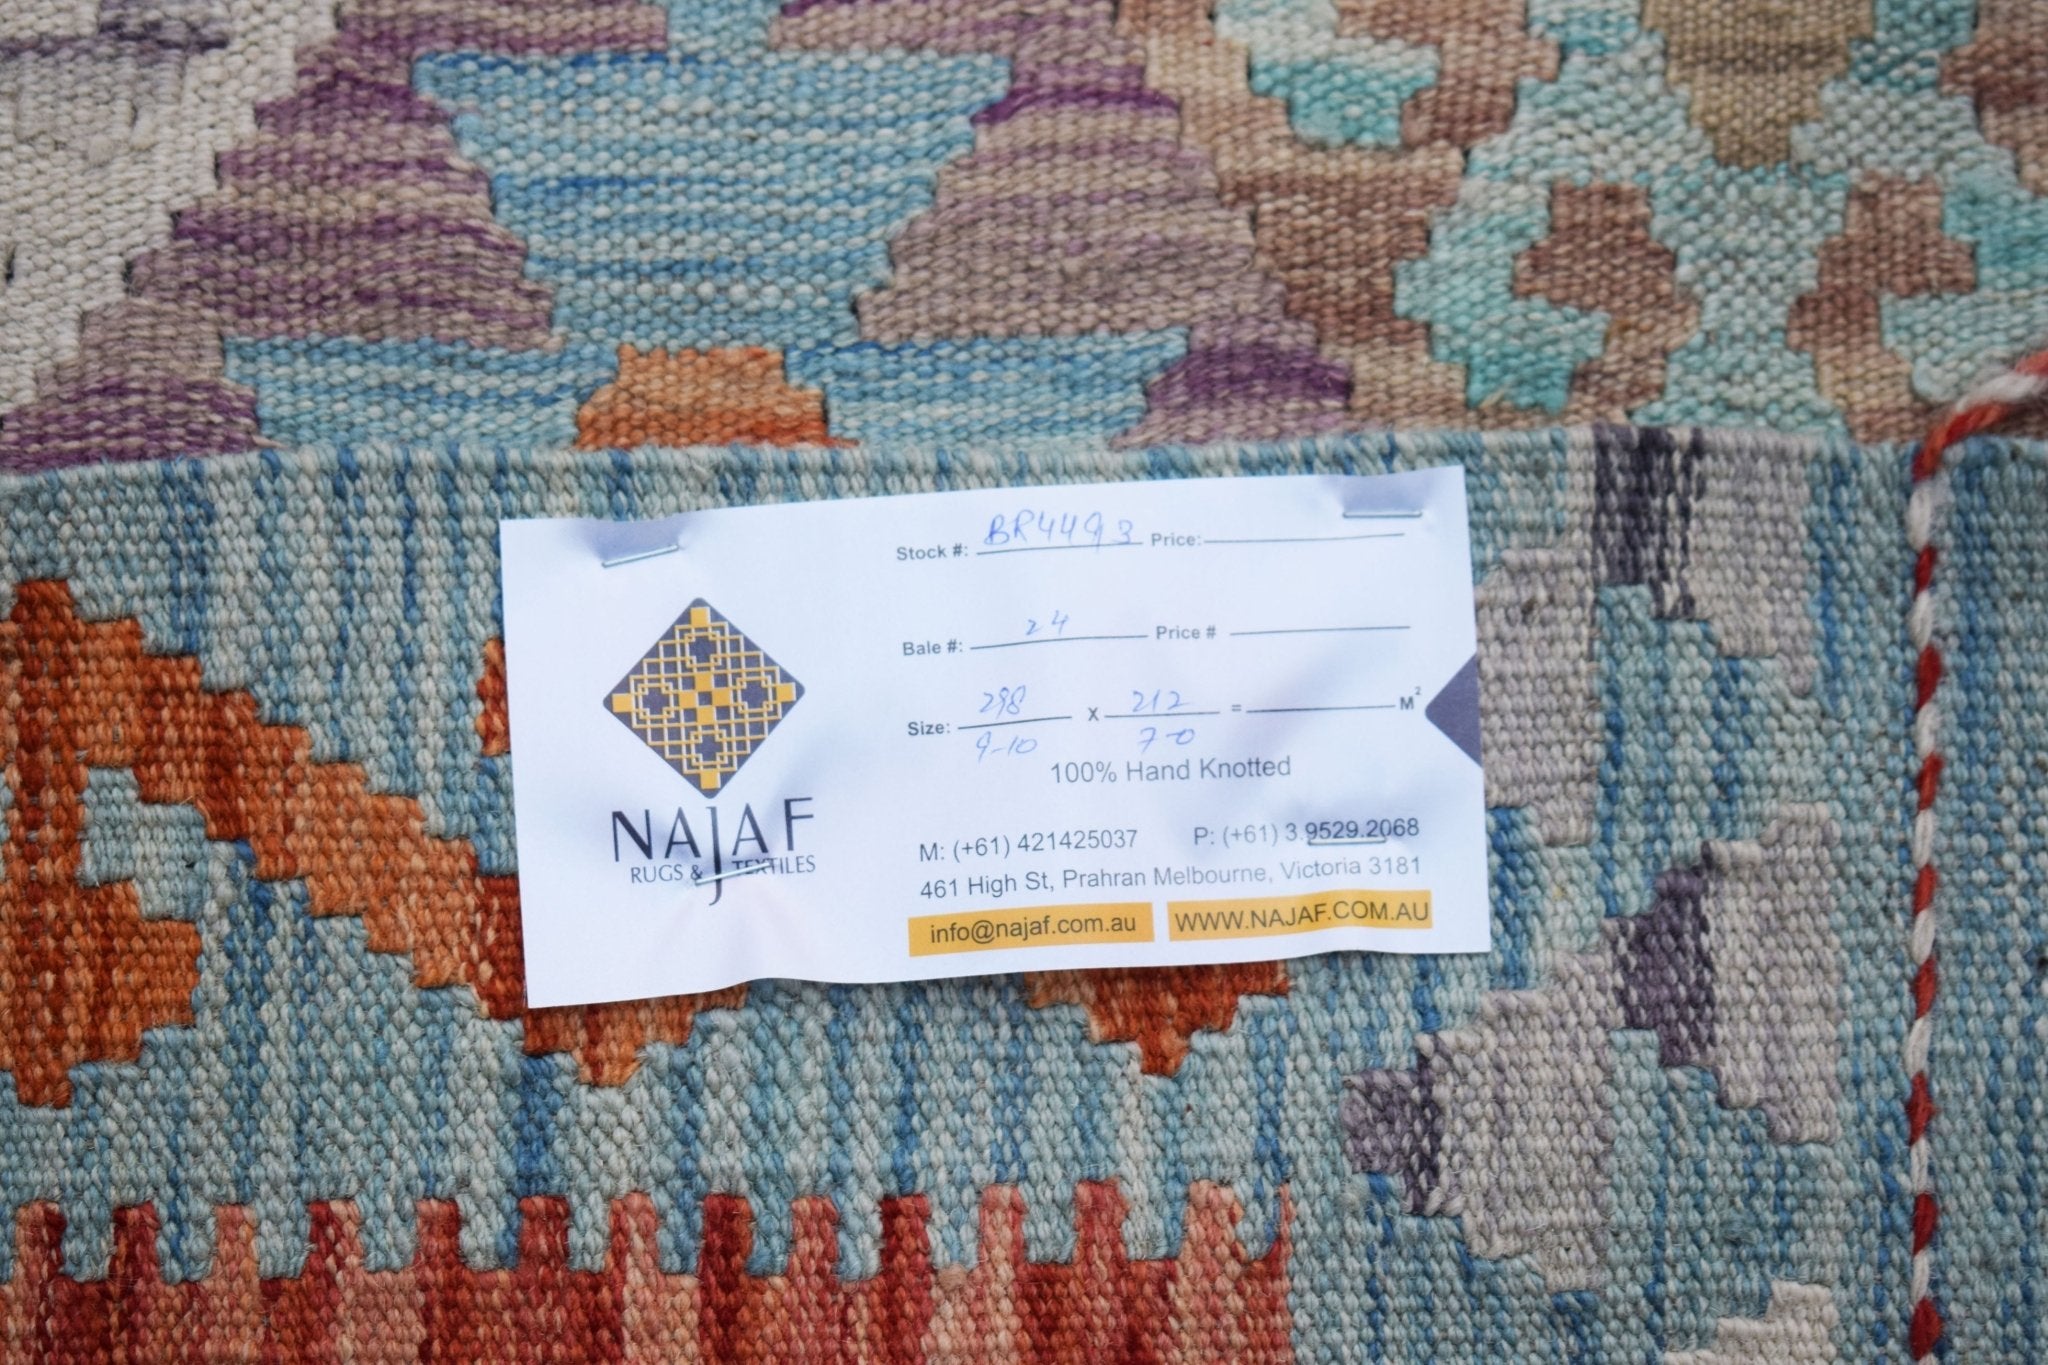 Stock #: BR4493 Price:
Bale #: 24 Price #
Size: 298 x 212 = M²
9-10 7-0
100% Hand Knotted
NAJAF
RUGS & TEXTILES
M: (+61) 421425037 P: (+61) 3.9529.2068
461 High St, Prahran Melbourne, Victoria 3181
info@najaf.com.au WWW.NAJAF.COM.AU